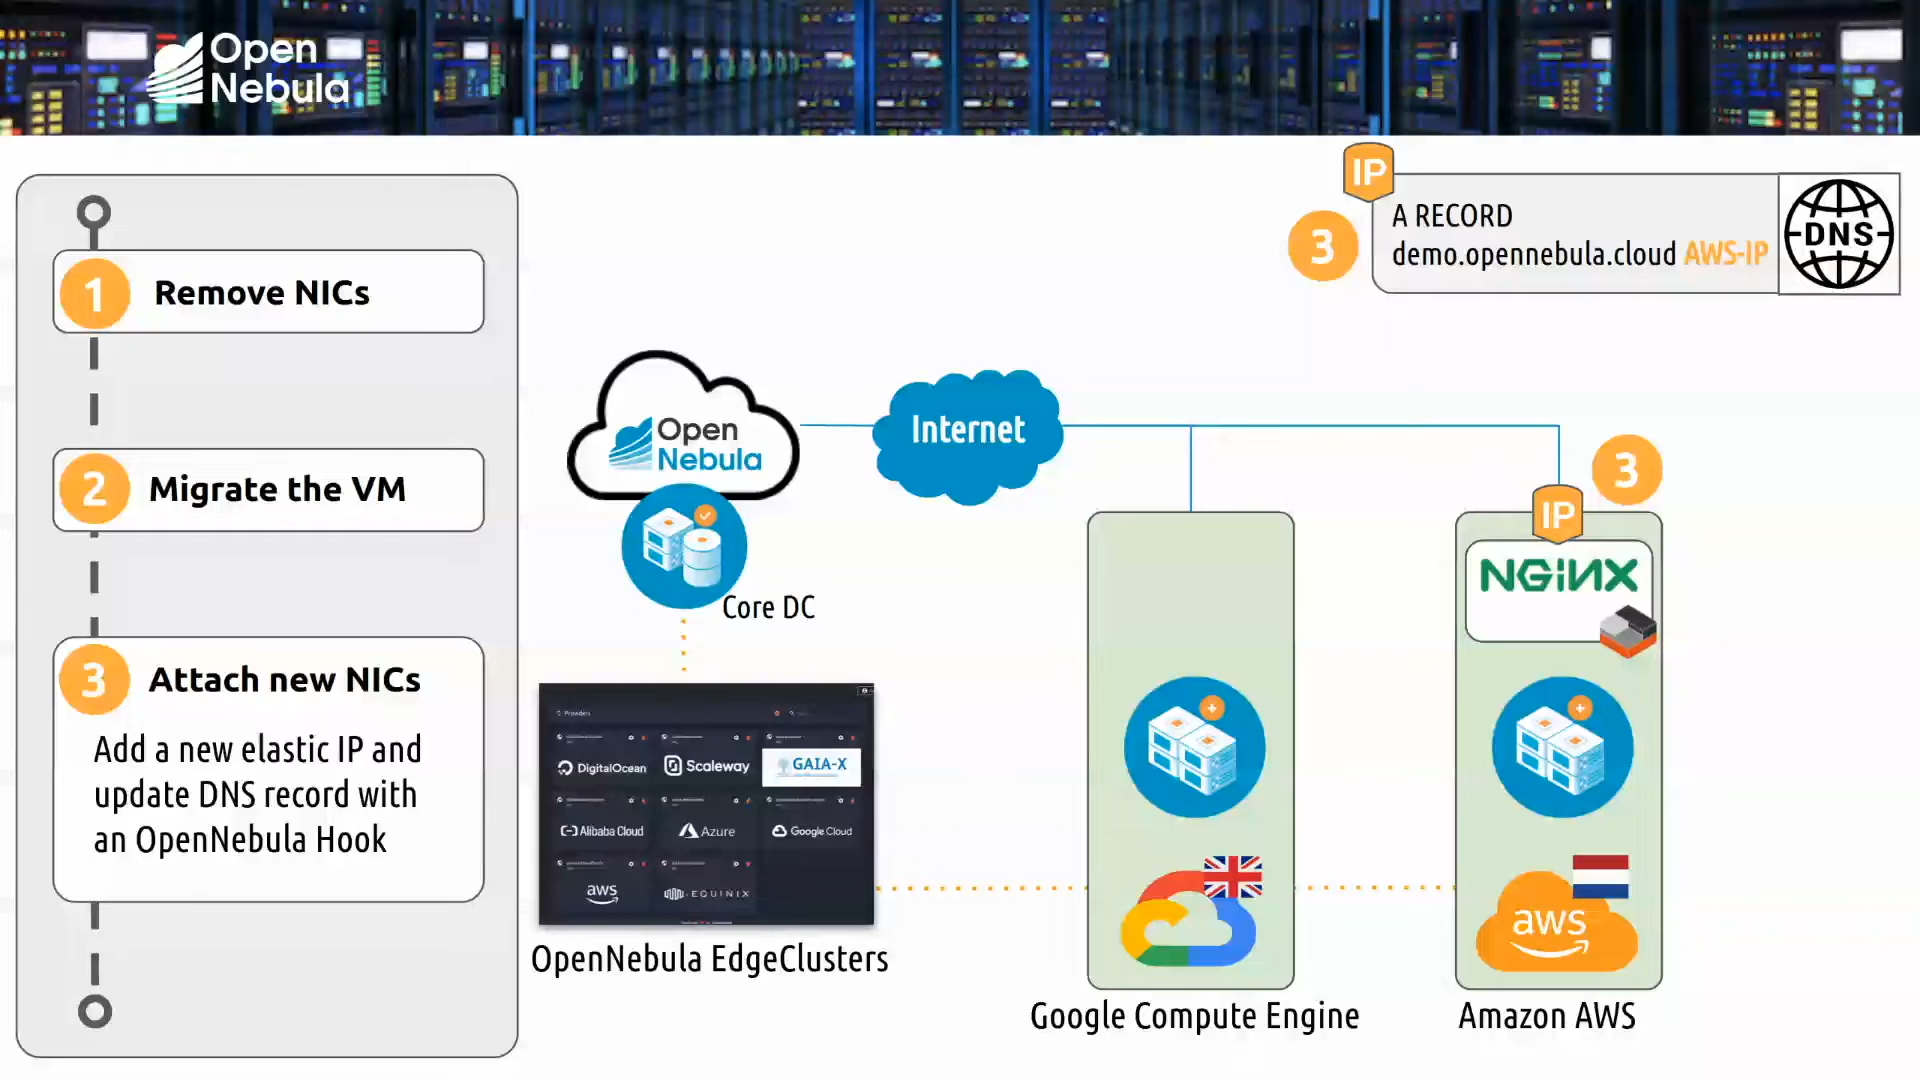 Open
Nebula
IP
3
A RECORD
demo.opennebula.cloud AWS-IP
DNS
1
Remove NICs
2
Migrate the VM
3
Attach new NICs
Add a new elastic IP and
update DNS record with
an OpenNebula Hook
Open
Nebula
Core DC
Internet
3
IP
NGINX
Providers
DigitalOcean
Scaleway
GAIA-X
Alibaba Cloud
Azure
Google Cloud
aws
EQUINIX
OpenNebula EdgeClusters
Google Compute Engine
aws
Amazon AWS